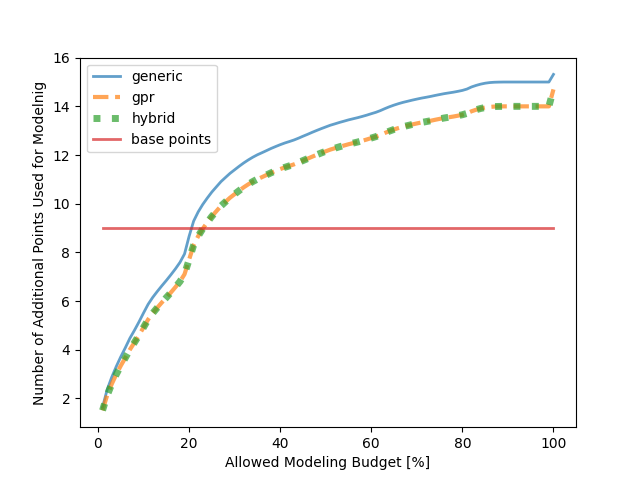 16
14
12
10
8
6
4
2
Number of Additional Points Used for Modelnig
generic
gpr
hybrid
base points
0 20 40 60 80 100
Allowed Modeling Budget [%]